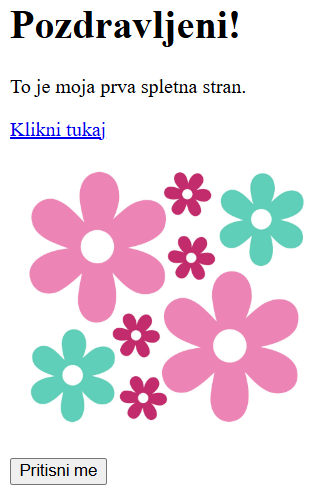 Pozdravljeni!
To je moja prva spletna stran.
Klikni tukaj
Pritisni me